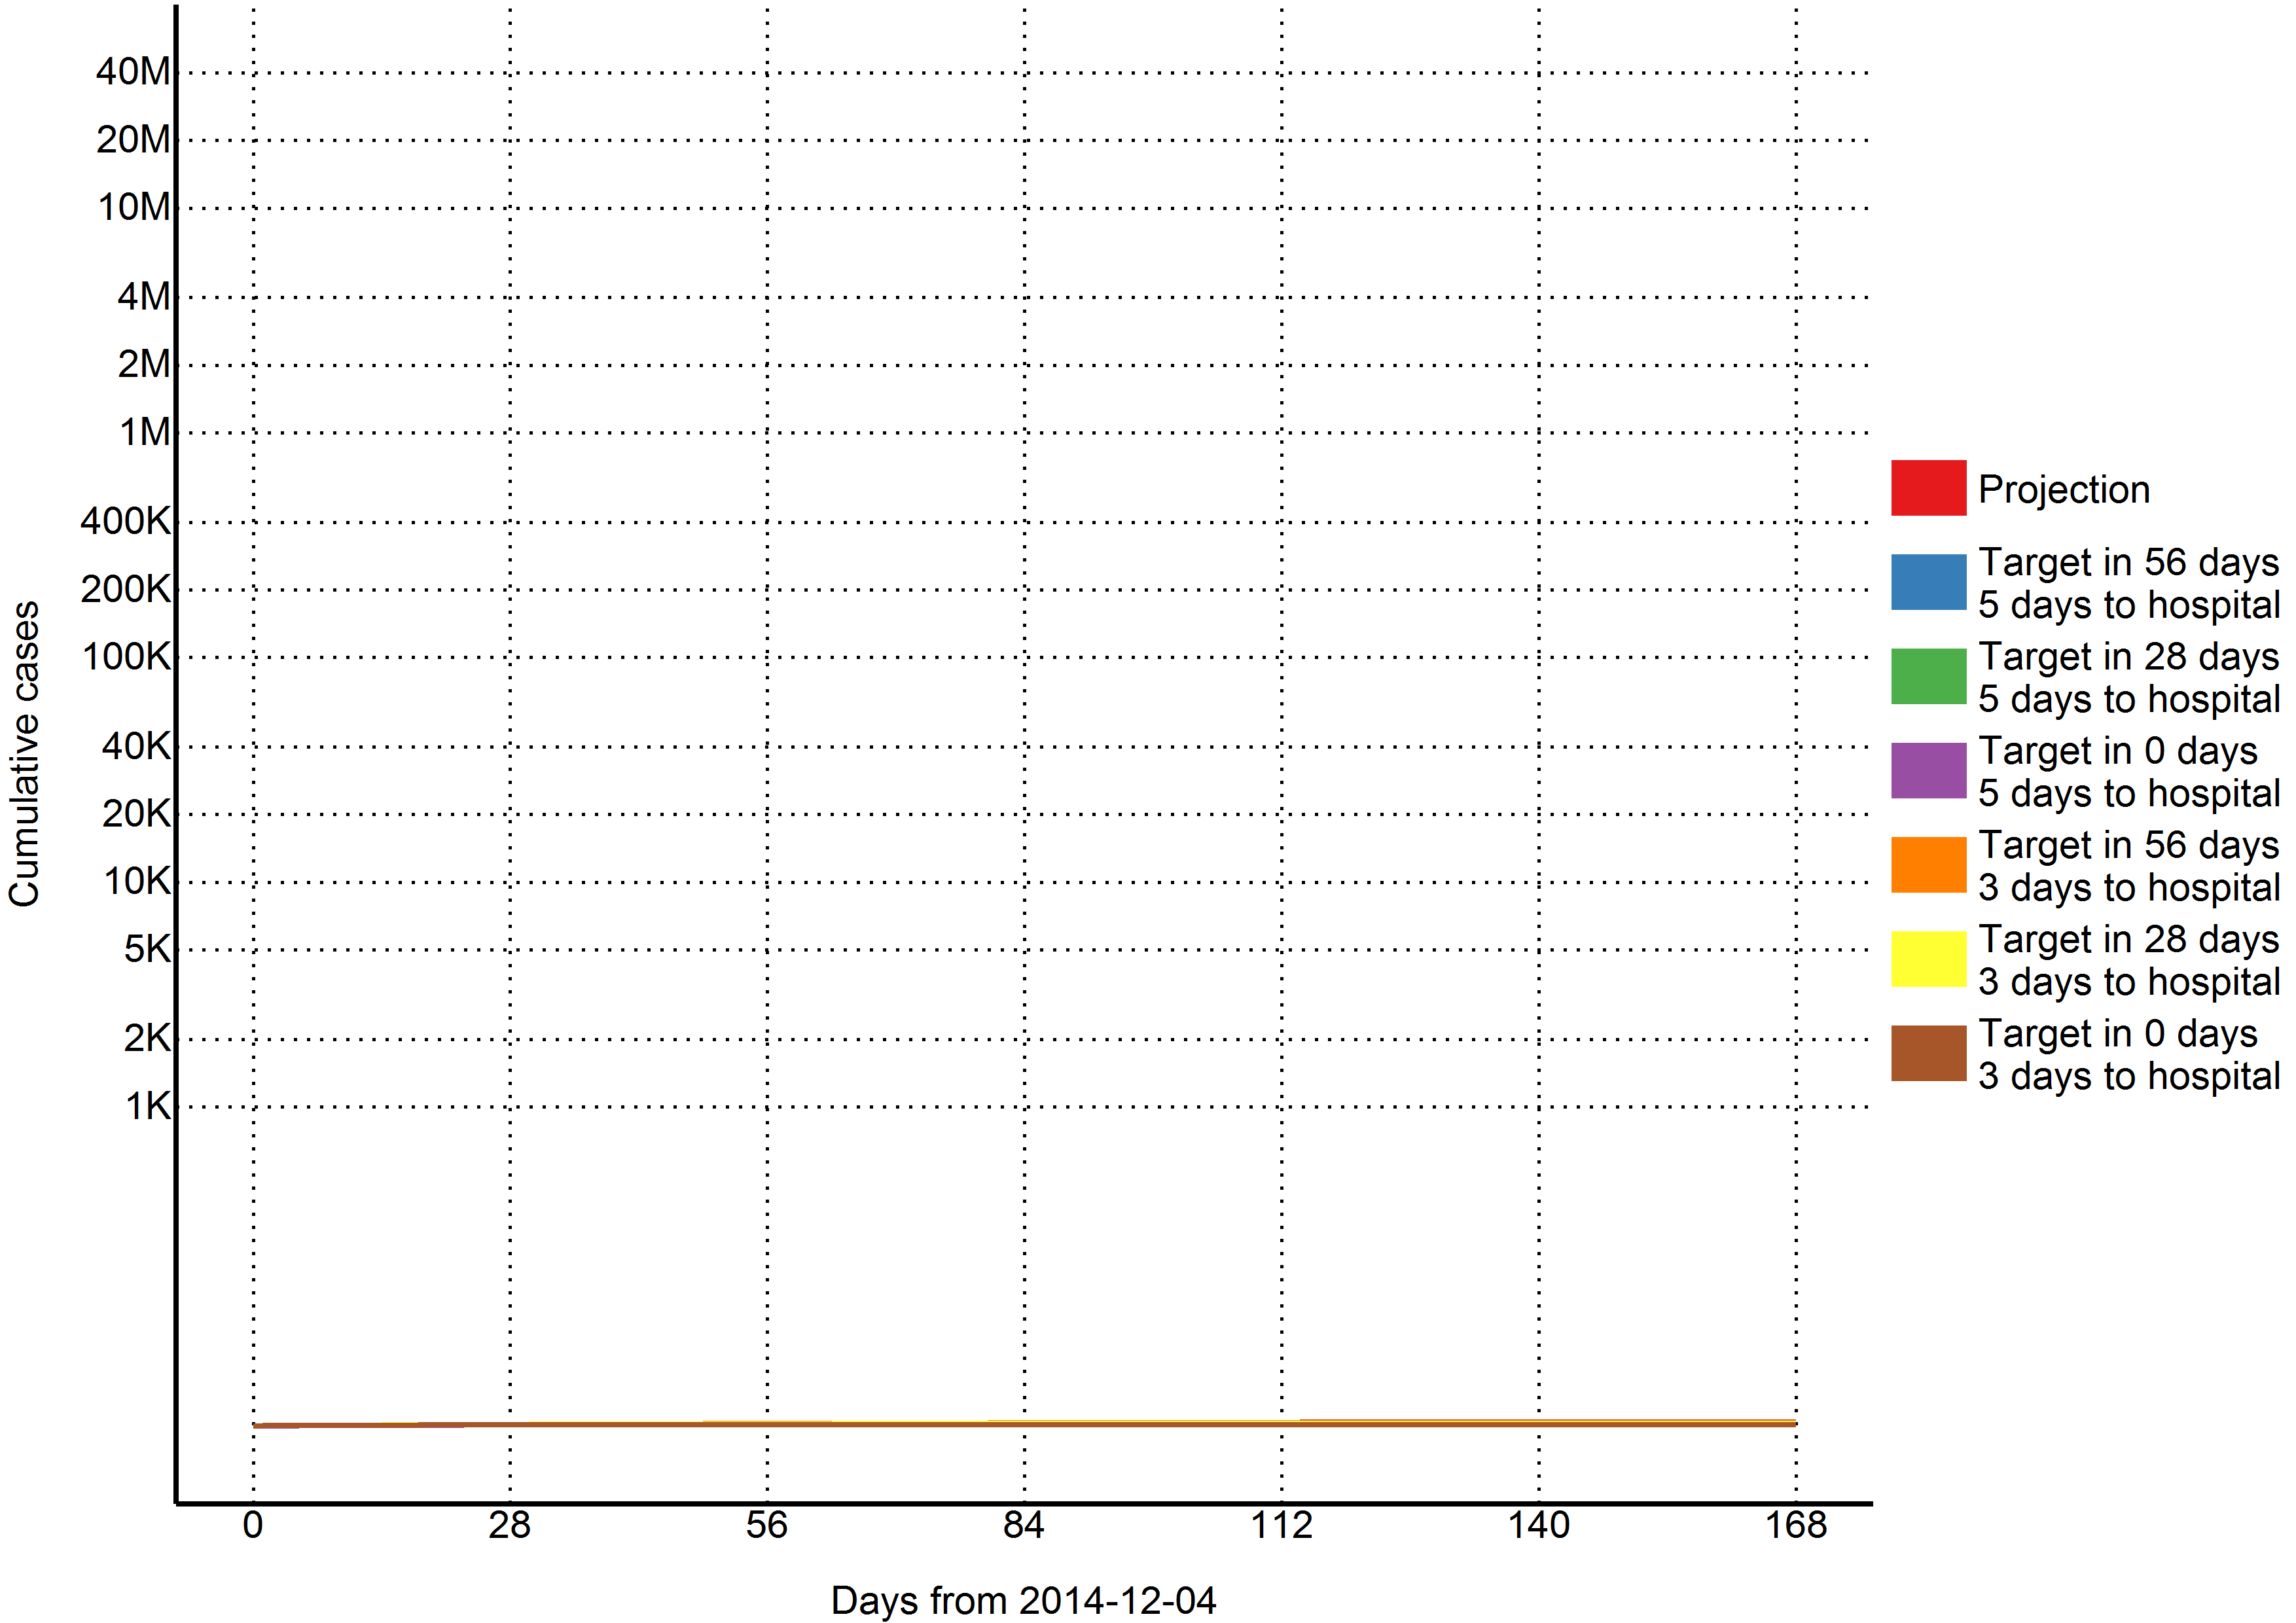 40M
20M
10M
4M
2M
1M
400K
200K
100K
40K
20K
10K
5K
2K
1K
Cumulative cases
0 28 56 84 112 140 168
Days from 2014-12-04
Projection
Target in 56 days
5 days to hospital
Target in 28 days
5 days to hospital
Target in 0 days
5 days to hospital
Target in 56 days
3 days to hospital
Target in 28 days
3 days to hospital
Target in 0 days
3 days to hospital